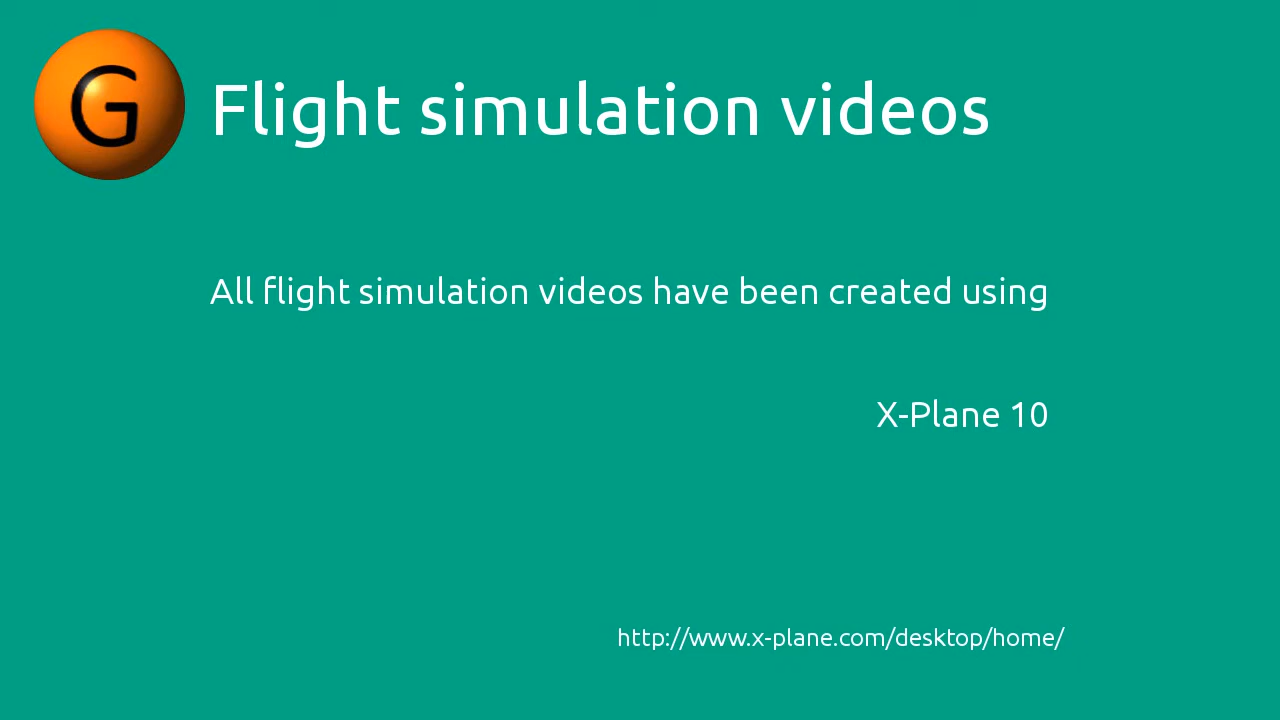 G
Flight simulation videos
All flight simulation videos have been created using
X-Plane 10
http://www.x-plane.com/desktop/home/